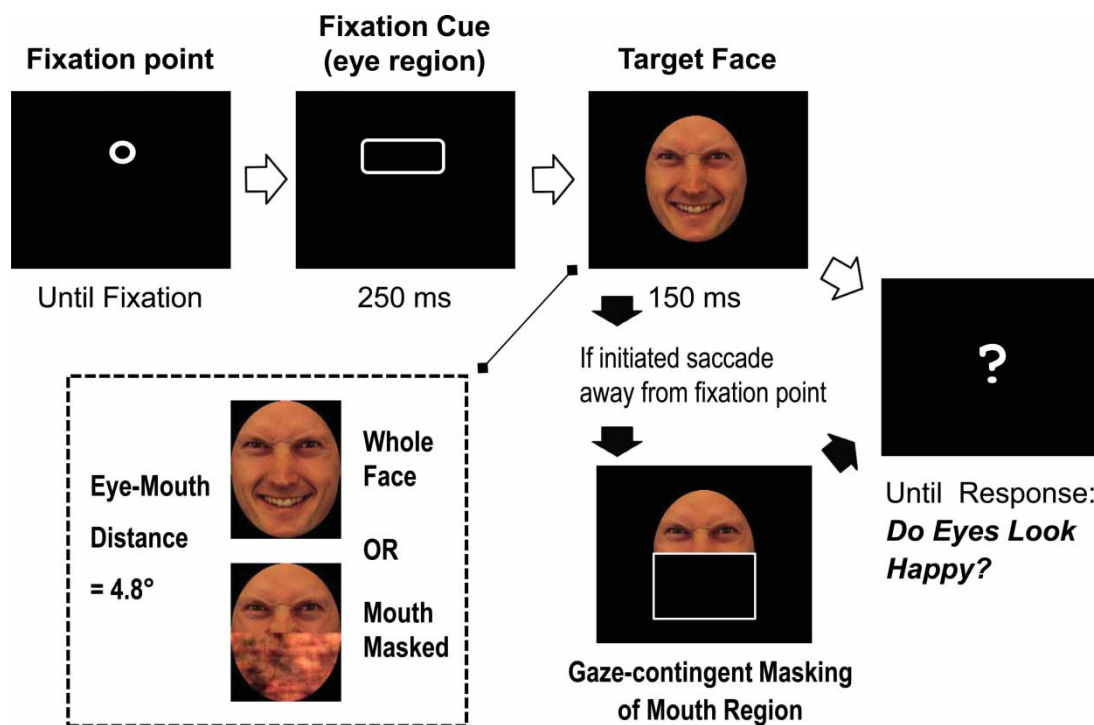 Fixation point
Fixation Cue
(eye region)
Target Face
Until Fixation
250 ms
150 ms
If initiated saccade
away from fixation point
?
Until Response:
Do Eyes Look
Happy?
Eye-Mouth
Distance
= 4.8°
Whole
Face
OR
Mouth
Masked
Gaze-contingent Masking
of Mouth Region